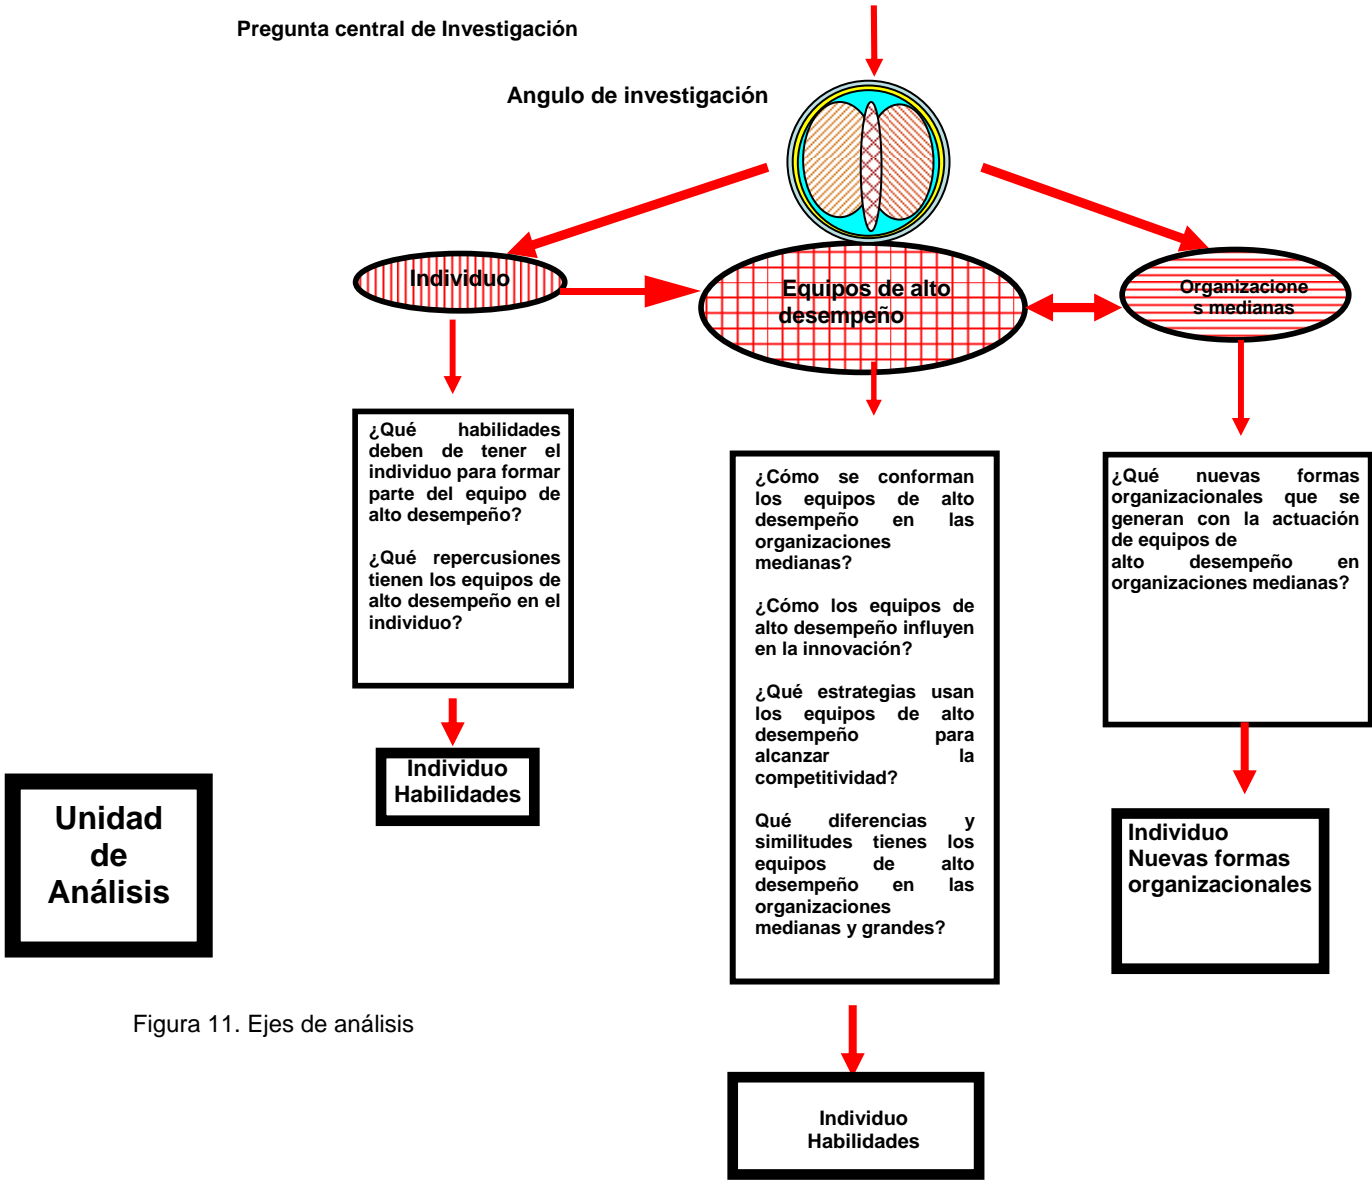 Pregunta central de Investigación
Angulo de investigación
Individuo
Equipos de alto
desempeño
Organizacione
s medianas
¿Qué habilidades
deben de tener el
individuo para formar
parte del equipo de
alto desempeño?
¿Qué repercusiones
tienen los equipos de
alto desempeño en el
individuo?
¿Cómo se conforman
los equipos de alto
desempeño en las
organizaciones
medianas?
¿Cómo los equipos de
alto desempeño influyen
en la innovación?
¿Qué estrategias usan
los equipos de alto
desempeño para
alcanzar la
competitividad?
Qué diferencias y
similitudes tienes los
equipos de alto
desempeño en las
organizaciones
medianas y grandes?
¿Qué nuevas formas
organizacionales que se
generan con la actuación
de equipos de
alto desempeño en
organizaciones medianas?
Individuo
Habilidades
Unidad
de
Análisis
Individuo
Nuevas formas
organizacionales
Figura 11. Ejes de análisis
Individuo
Habilidades